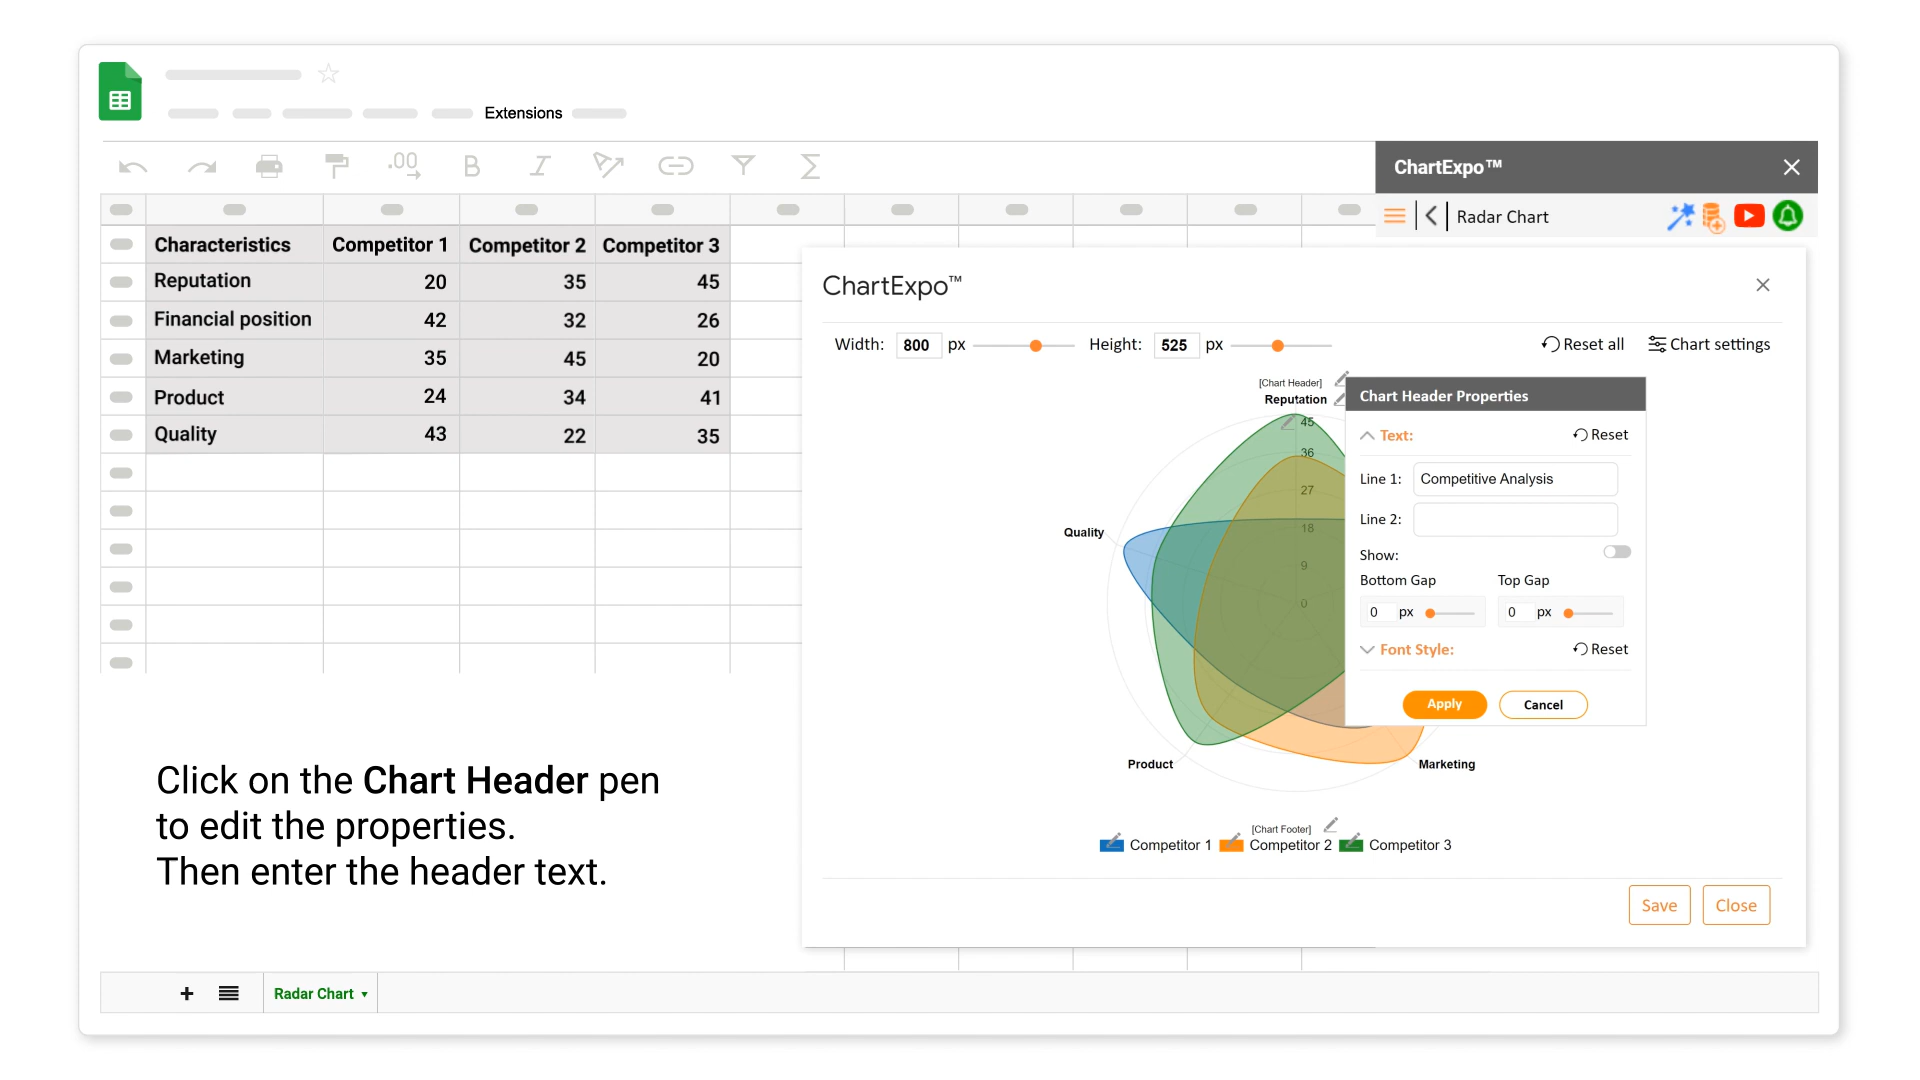 Extensions
.00
B
I
ChartExpo™
Radar Chart
Characteristics Competitor 1 Competitor 2 Competitor 3
Reputation 20 35 45
Financial position 42 32 26
Marketing 35 45 20
Product 24 34 41
Quality 43 22 35
ChartExpo™
Width: 800 px Height: 525 px Reset all Chart settings
[Chart Header]
Reputation
45
36
27
18
9
0
Quality
Product
Marketing
Chart Header Properties
Text: Reset
Line 1: Competitive Analysis
Line 2:
Show:
Bottom Gap Top Gap
0 px 0 px
Font Style: Reset
Apply Cancel
[Chart Footer]
Competitor 1 Competitor 2 Competitor 3
Save Close
Click on the Chart Header pen
to edit the properties.
Then enter the header text.
Radar Chart